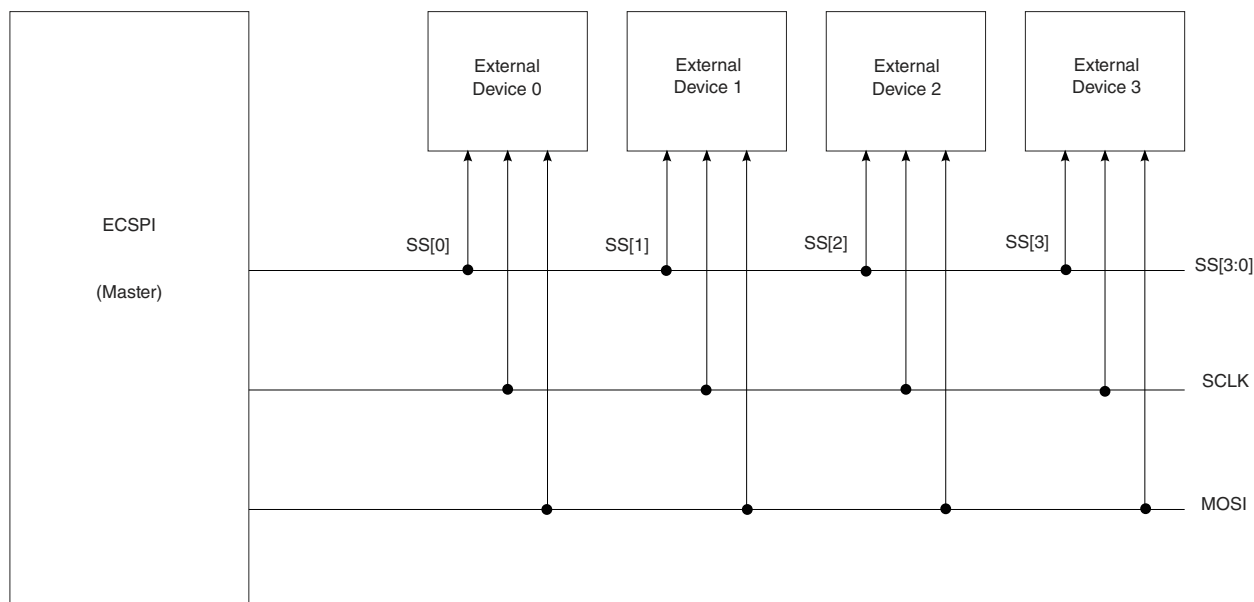 External
Device 0
External
Device 1
External
Device 2
External
Device 3
ECSPI
(Master)
SS[0]
SS[1]
SS[2]
SS[3]
SS[3:0]
SCLK
MOSI